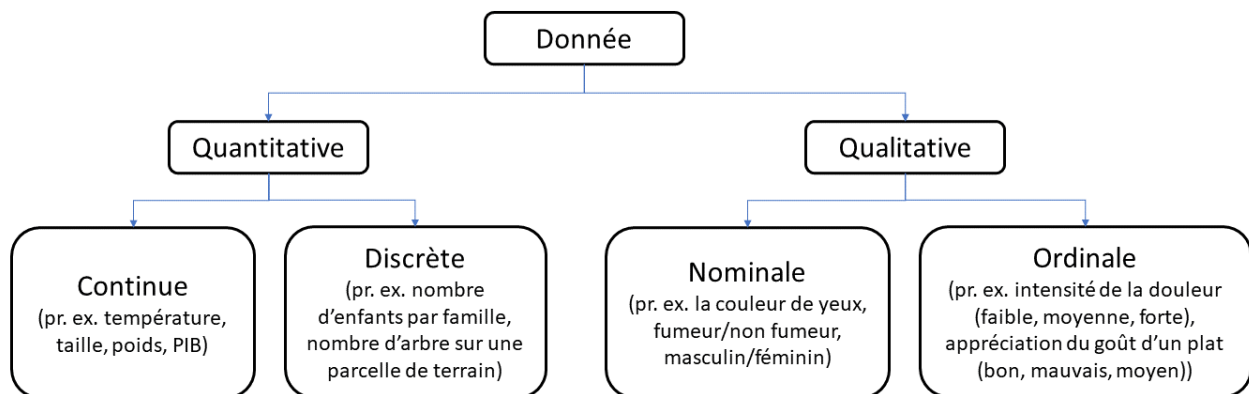 Donnée
Quantitative
Qualitative
Continue
(pr. ex. température,
taille, poids, PIB)
Discrète
(pr. ex. nombre
d’enfants par famille,
nombre d’arbre sur une
parcelle de terrain)
Nominale
(pr. ex. la couleur de yeux,
fumeur/non fumeur,
masculin/féminin)
Ordinale
(pr. ex. intensité de la douleur
(faible, moyenne, forte),
appréciation du goût d’un plat
(bon, mauvais, moyen))